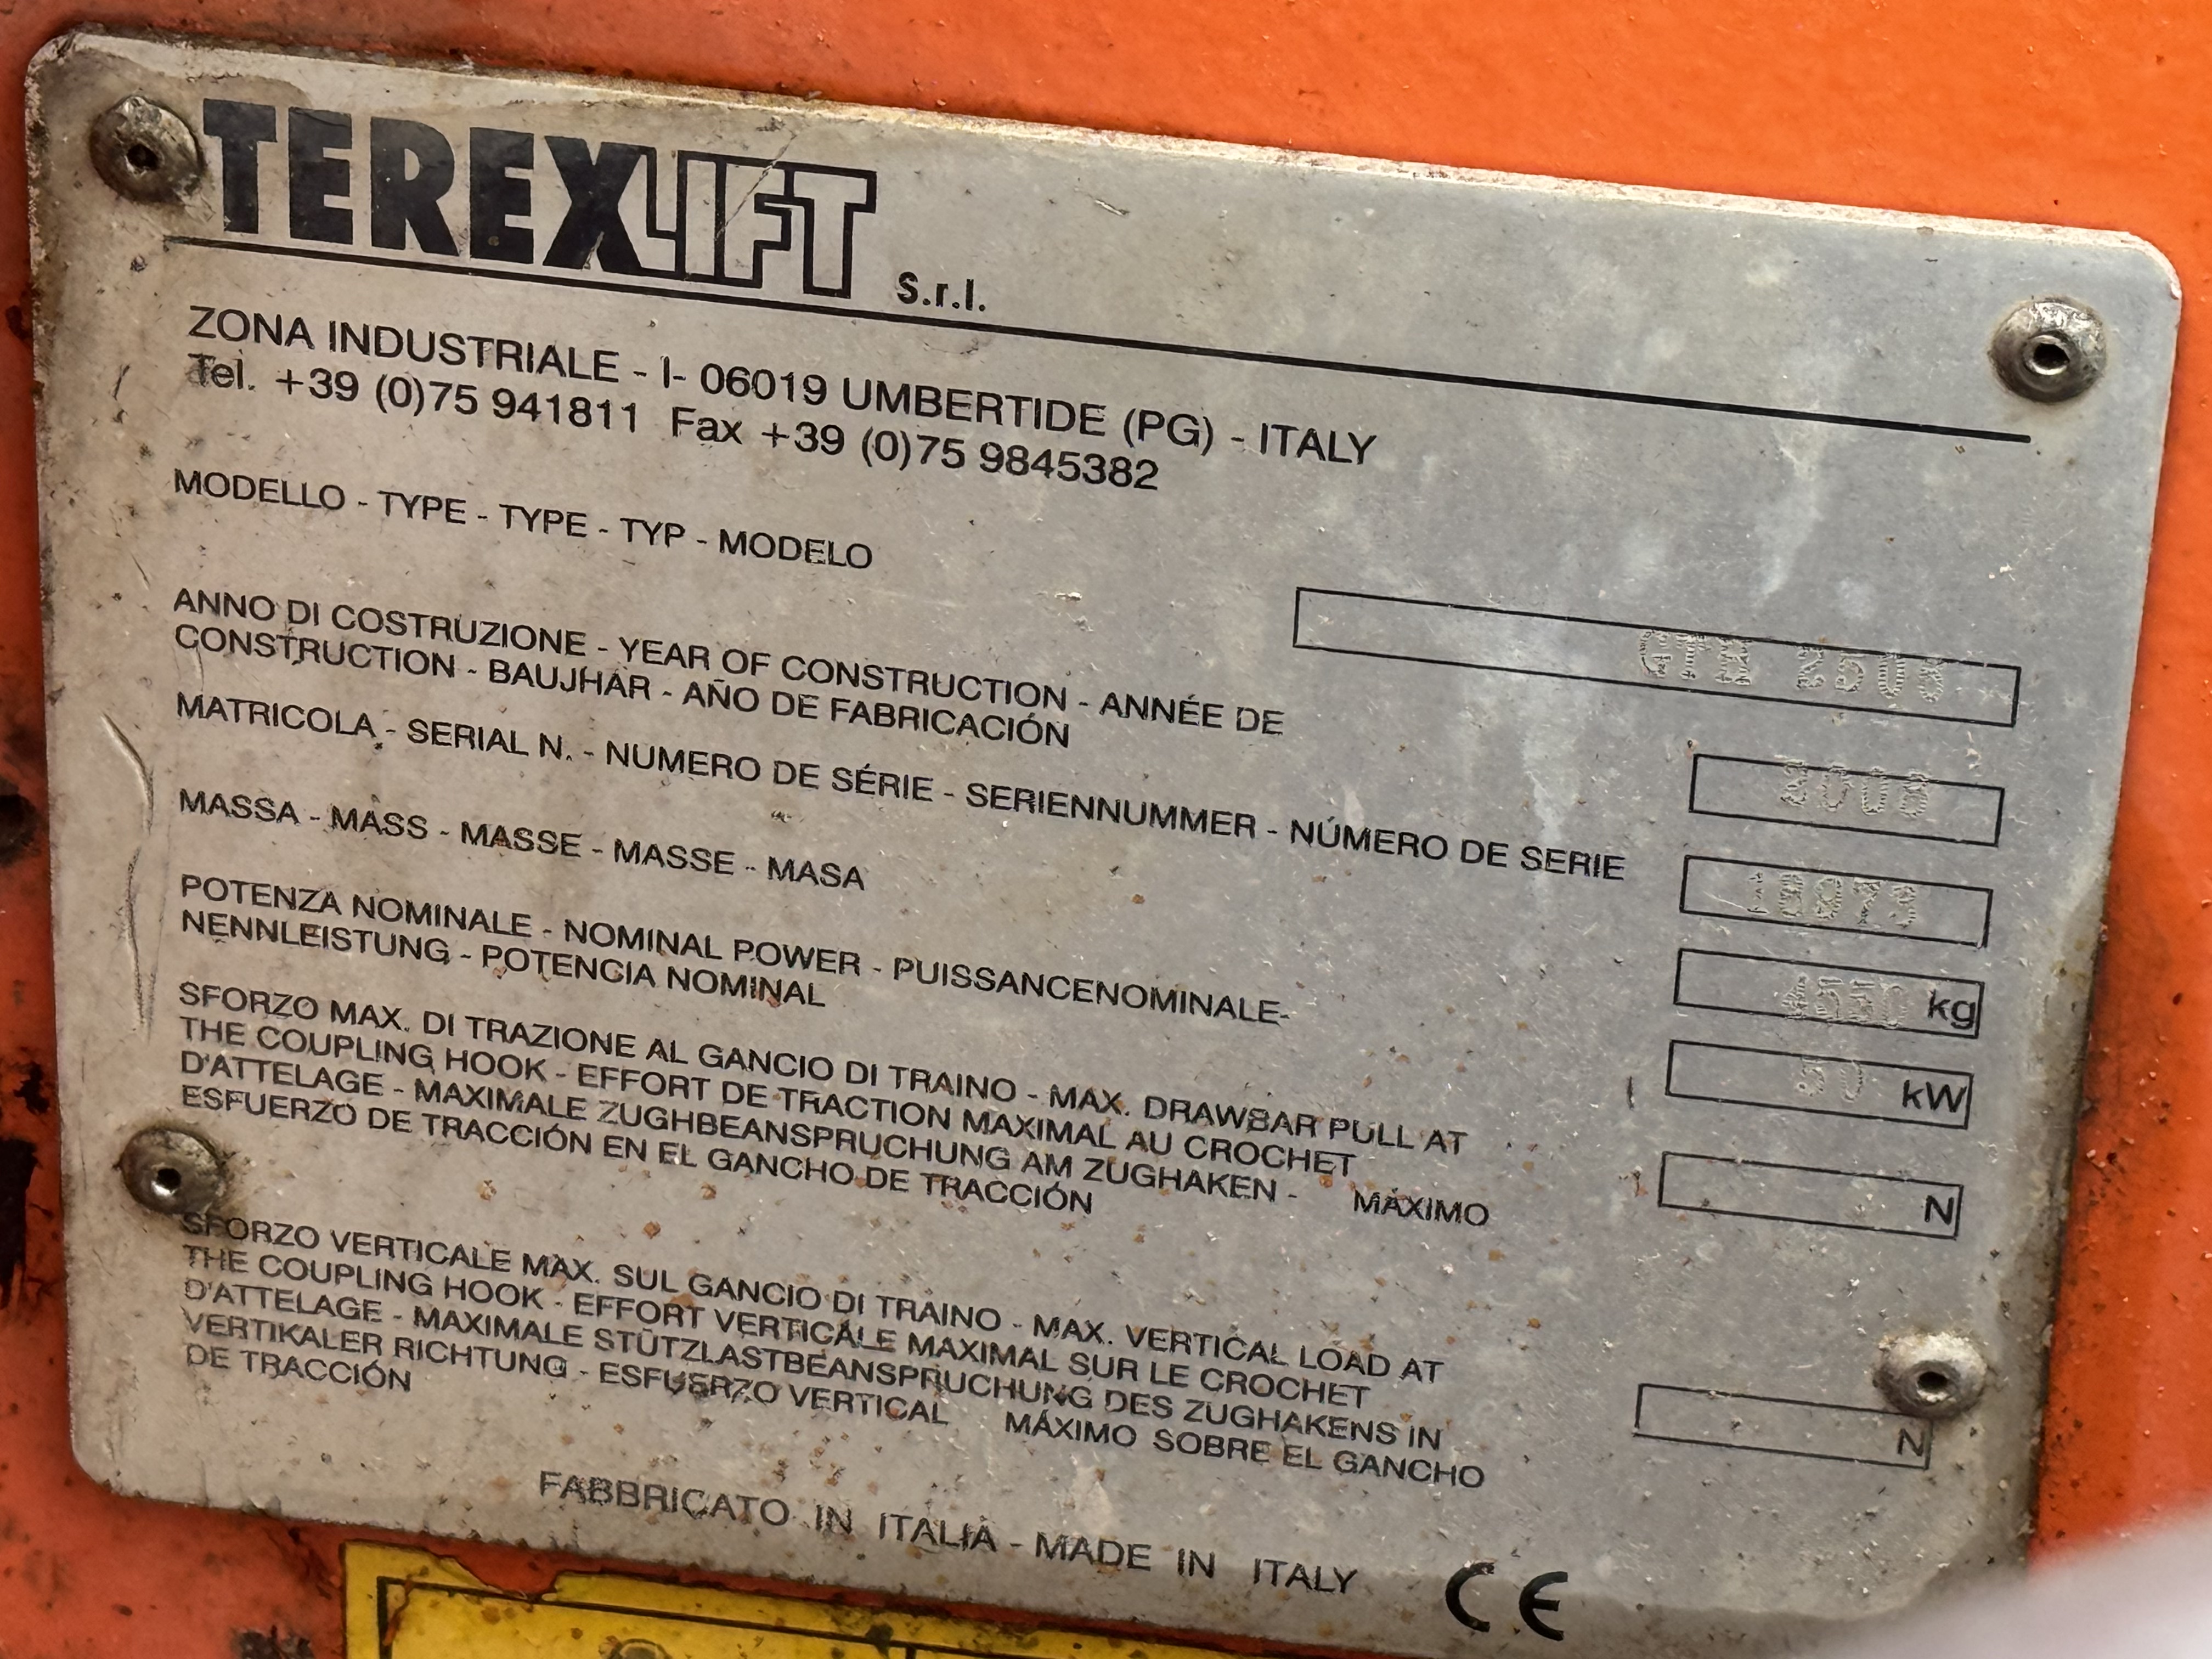 TEREXLIFT s.r.l.
ZONA INDUSTRIALE - I- 06019 UMBERTIDE (PG) - ITALY
Tel. +39 (0)75 941811 Fax +39 (0)75 9845382
MODELLO - TYPE - TYPE - TYP - MODELO
ANNO DI COSTRUZIONE - YEAR OF CONSTRUCTION - ANNÉE DE
CONSTRUCTION - BAUJHAR - AÑO DE FABRICACIÓN
MATRICOLA - SERIAL N. - NUMERO DE SÉRIE - SERIENNUMMER - NÚMERO DE SERIE
MASSA - MASS - MASSE - MASSE - MASA
kg
POTENZA NOMINALE - NOMINAL POWER - PUISSANCENOMINALE-
NENNLEISTUNG - POTENCIA NOMINAL
kW
SFORZO MAX. DI TRAZIONE AL GANCIO DI TRAINO - MAX. DRAWBAR PULL AT
THE COUPLING HOOK - EFFORT DE TRACTION MAXIMAL AU CROCHET
D'ATTELAGE - MAXIMALE ZUGHBEANSPRUCHUNG AM ZUGHAKEN - MÁXIMO
ESFUERZO DE TRACCIÓN EN EL GANCHO DE TRACCIÓN
N
SFORZO VERTICALE MAX. SUL GANCIO DI TRAINO - MAX. VERTICAL LOAD AT
THE COUPLING HOOK - EFFORT VERTICALE MAXIMAL SUR LE CROCHET
D'ATTELAGE - MAXIMALE STÜTZLASTBEANSPRUCHUNG DES ZUGHAKENS IN
VERTIKALER RICHTUNG - ESFUERZO VERTICAL MÁXIMO SOBRE EL GANCHO
DE TRACCIÓN
N
FABBRICATO IN ITALIA - MADE IN ITALY
CE